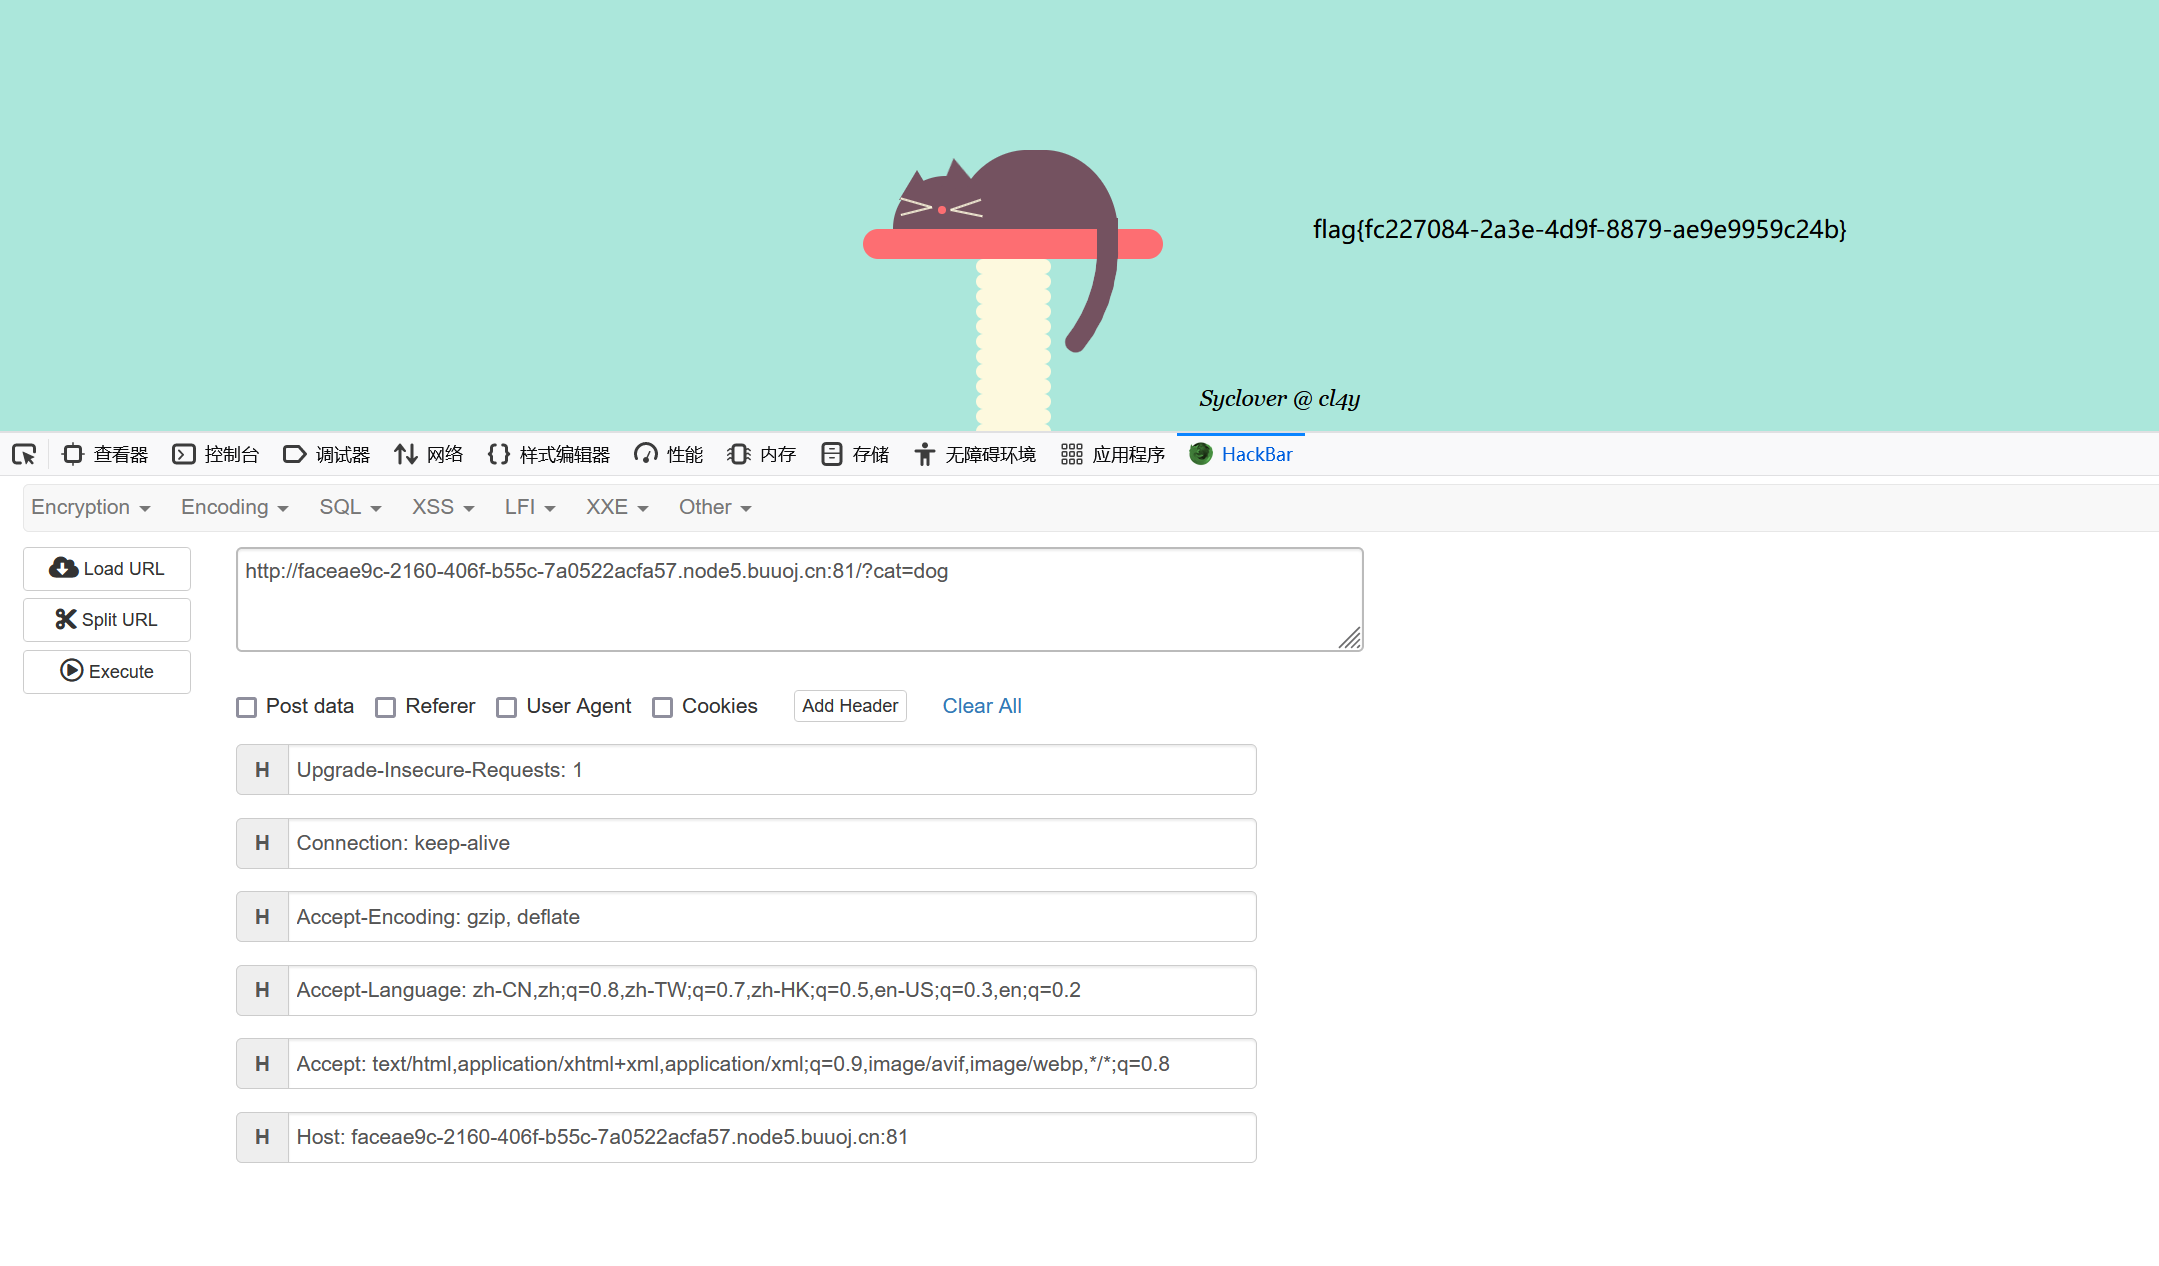 flag{fc227084-2a3e-4d9f-8879-ae9e9959c24b}
Syclover @ cl4y
查看器 控制台 调试器 网络 样式编辑器 性能 内存 存储 无障碍环境 应用程序 HackBar
Encryption Encoding SQL XSS LFI XXE Other
Load URL
http://faceae9c-2160-406f-b55c-7a0522acfa57.node5.buuoj.cn:81/?cat=dog
Split URL
Execute
Post data Referer User Agent Cookies Add Header Clear All
H Upgrade-Insecure-Requests: 1
H Connection: keep-alive
H Accept-Encoding: gzip, deflate
H Accept-Language: zh-CN,zh;q=0.8,zh-TW;q=0.7,zh-HK;q=0.5,en-US;q=0.3,en;q=0.2
H Accept: text/html,application/xhtml+xml,application/xml;q=0.9,image/avif,image/webp,*/*;q=0.8
H Host: faceae9c-2160-406f-b55c-7a0522acfa57.node5.buuoj.cn:81